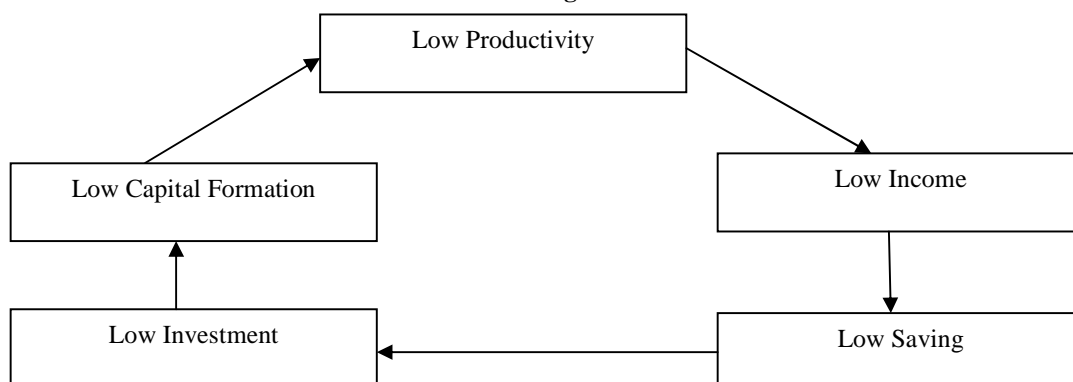 Low Productivity
Low Capital Formation
Low Income
Low Investment
Low Saving